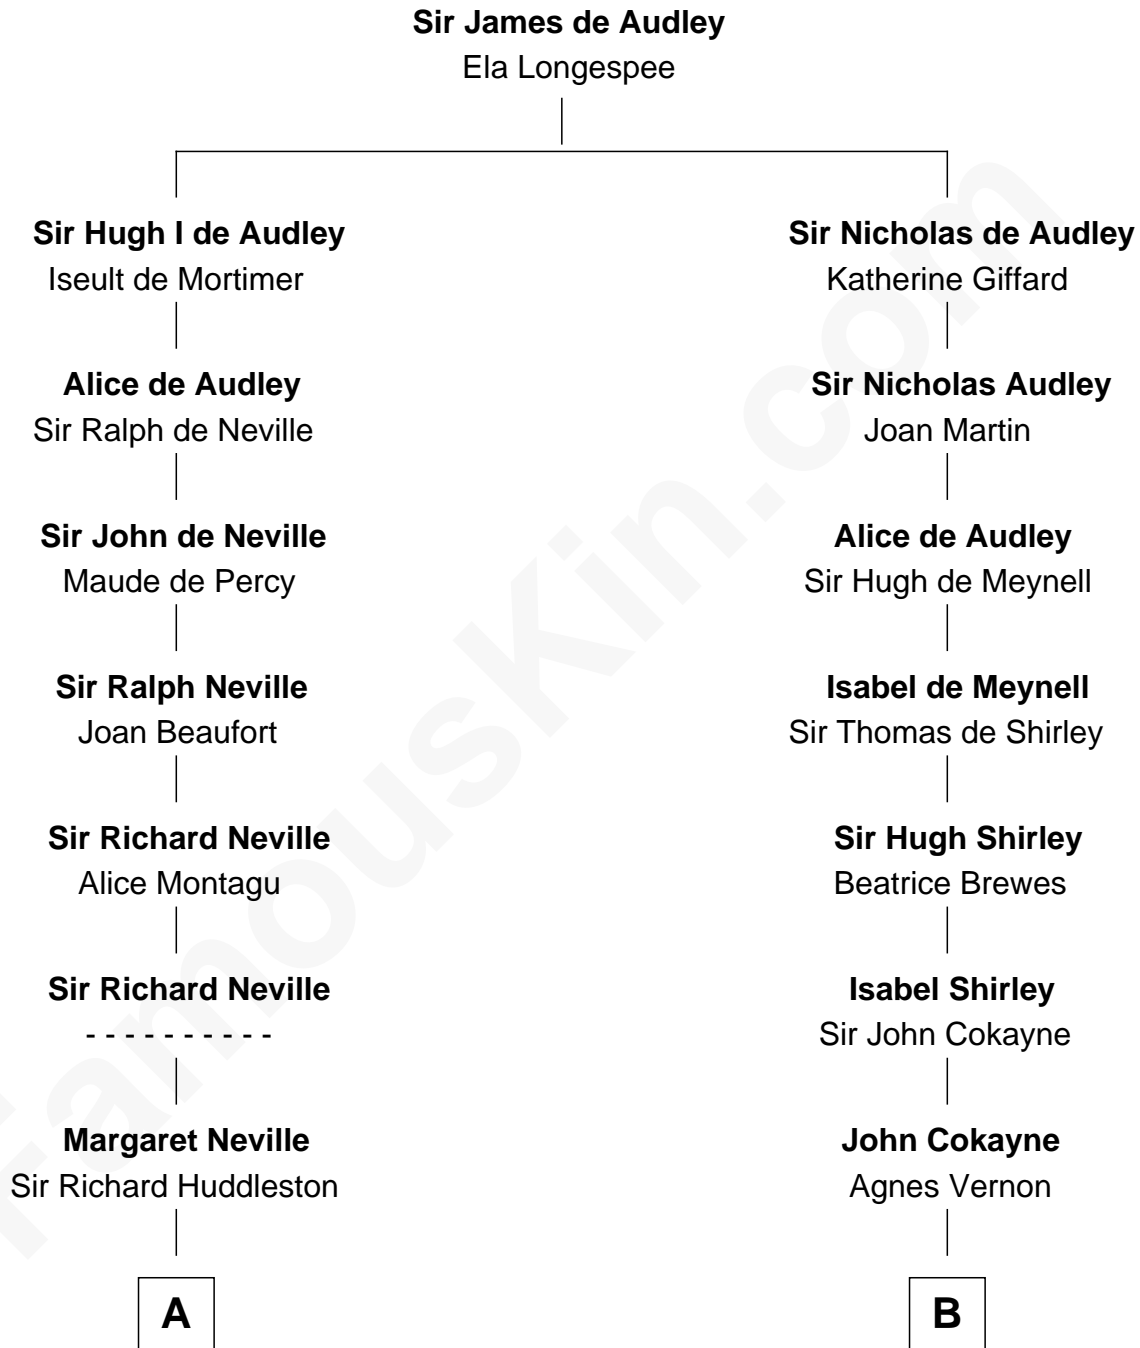 Sir James de Audley
Ela Longespee
Sir Hugh I de Audley
Iseult de Mortimer
Sir Nicholas de Audley
Katherine Giffard
Alice de Audley
Sir Ralph de Neville
Sir Nicholas Audley
Joan Martin
Sir John de Neville
Maude de Percy
Alice de Audley
Sir Hugh de Meynell
Sir Ralph Neville
Joan Beaufort
Isabel de Meynell
Sir Thomas de Shirley
Sir Richard Neville
Alice Montagu
Sir Hugh Shirley
Beatrice Brewes
Sir Richard Neville
- - - - - - - - - -
Isabel Shirley
Sir John Cokayne
Margaret Neville
Sir Richard Huddleston
John Cokayne
Agnes Vernon
A
B
FamousKin.com